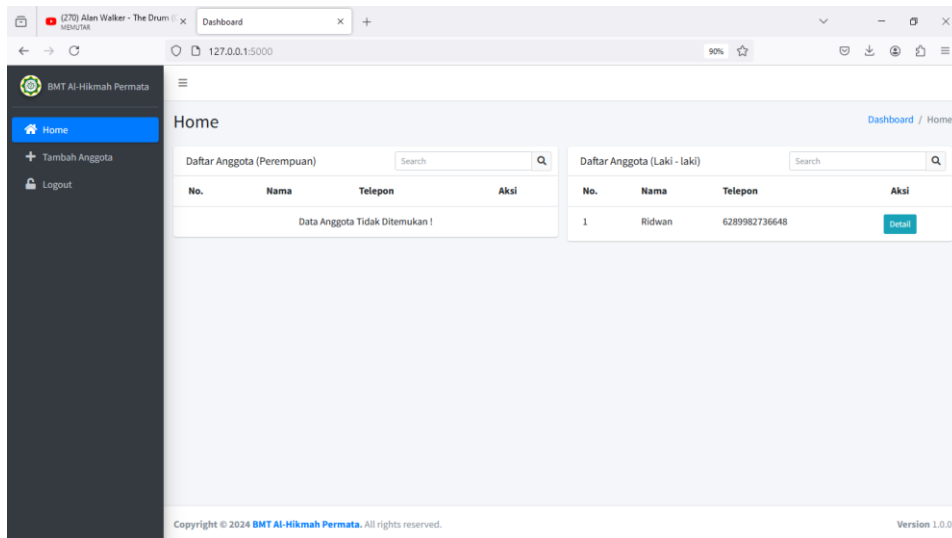 (270) Alan Walker - The Drum
MEMUTAR
Dashboard
127.0.0.1:5000
90%
BMT Al-Hikmah Permata
Home
Tambah Anggota
Logout
Home
Dashboard / Home
Daftar Anggota (Perempuan)
Search
No. Nama Telepon Aksi
Data Anggota Tidak Ditemukan !
Daftar Anggota (Laki - laki)
Search
No. Nama Telepon Aksi
1 Ridwan 6289982736648 Detail
Copyright © 2024 BMT Al-Hikmah Permata. All rights reserved.
Version 1.0.0